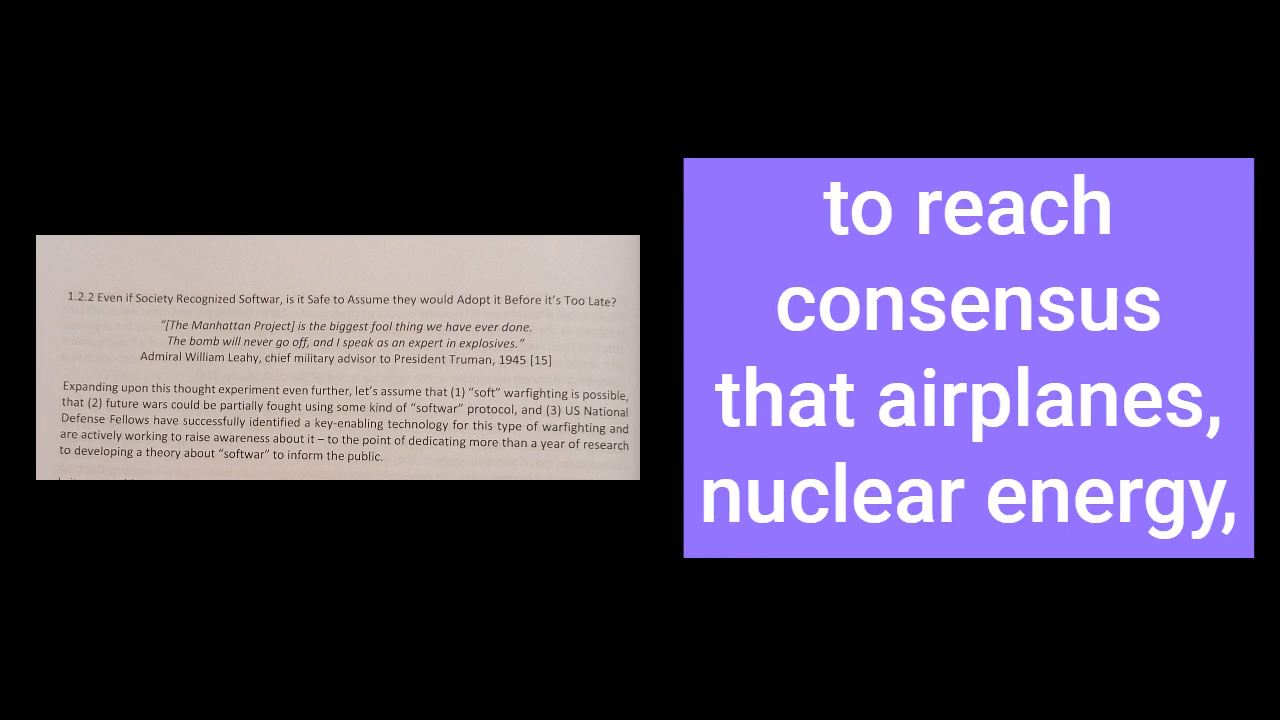 1.2.2 Even if Society Recognized Softwar, is it Safe to Assume they would Adopt it Before it's Too Late?
"[The Manhattan Project] is the biggest fool thing we have ever done.
The bomb will never go off, and I speak as an expert in explosives."
Admiral William Leahy, chief military advisor to President Truman, 1945 [15]
Expanding upon this thought experiment even further, let's assume that (1) "soft" warfighting is possible,
that (2) future wars could be partially fought using some kind of "softwar" protocol, and (3) US National
Defense Fellows have successfully identified a key-enabling technology for this type of warfighting and
are actively working to raise awareness about it – to the point of dedicating more than a year of research
to developing a theory about "softwar" to inform the public.
to reach
consensus
that airplanes,
nuclear energy,